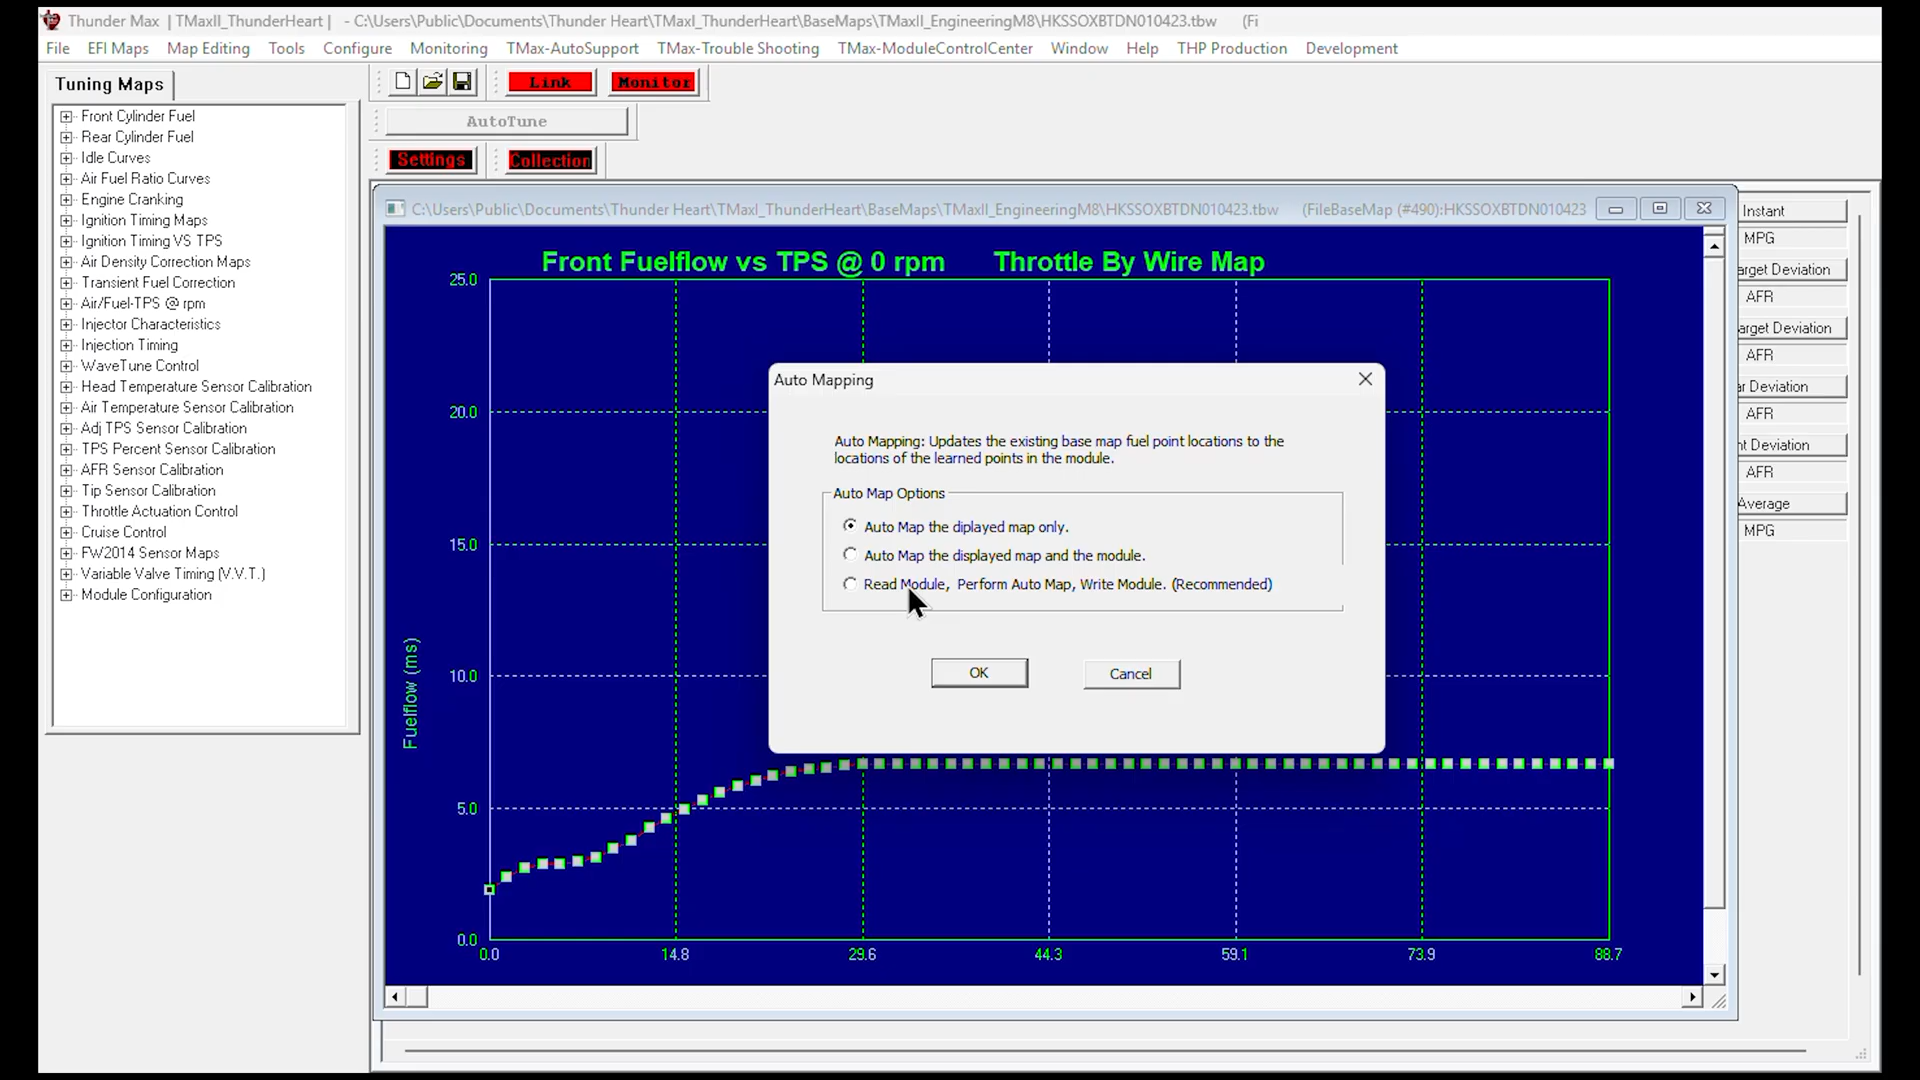 Thunder Max | TMaxII_ThunderHeart | - C:\Users\Public\Documents\Thunder Heart\TMaxI_ThunderHeart\BaseMaps\TMaxII_EngineeringM8\HKSSOXBTDN010423.tbw (Fi
File EFI Maps Map Editing Tools Configure Monitoring TMax-AutoSupport TMax-Trouble Shooting TMax-ModuleControlCenter Window Help THP Production Development
Tuning Maps
Link Monitor
AutoTune
Settings Collection
Front Cylinder Fuel
Rear Cylinder Fuel
Idle Curves
Air Fuel Ratio Curves
Engine Cranking
Ignition Timing Maps
Ignition Timing VS TPS
Air Density Correction Maps
Transient Fuel Correction
Air/Fuel-TPS @ rpm
Injector Characteristics
Injection Timing
WaveTune Control
Head Temperature Sensor Calibration
Air Temperature Sensor Calibration
Adj TPS Sensor Calibration
TPS Percent Sensor Calibration
AFR Sensor Calibration
Tip Sensor Calibration
Throttle Actuation Control
Cruise Control
FW2014 Sensor Maps
Variable Valve Timing (V.V.T.)
Module Configuration
C:\Users\Public\Documents\Thunder Heart\TMaxI_ThunderHeart\BaseMaps\TMaxII_EngineeringM8\HKSSOXBTDN010423.tbw (FileBaseMap (#490):HKSSOXBTDN010423
Front Fuelflow vs TPS @ 0 rpm Throttle By Wire Map
25.0
20.0
15.0
10.0
5.0
0.0
Fuelflow (ms)
0.0 14.8 29.6 44.3 59.1 73.9 88.7
Auto Mapping
Auto Mapping: Updates the existing base map fuel point locations to the
locations of the learned points in the module.
Auto Map Options
Auto Map the diplayed map only.
Auto Map the displayed map and the module.
Read Module, Perform Auto Map, Write Module. (Recommended)
OK Cancel
Instant
MPG
arget Deviation
AFR
arget Deviation
AFR
ar Deviation
AFR
nt Deviation
AFR
Average
MPG